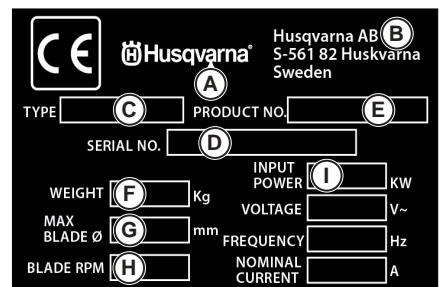 CE
Husqvarna®
Husqvarna AB B
S-561 82 Huskvarna
Sweden
A
TYPE C PRODUCT NO. E
SERIAL NO. D
WEIGHT F Kg
MAX
BLADE Ø G mm
BLADE RPM H
INPUT
POWER I KW
VOLTAGE V~
FREQUENCY Hz
NOMINAL
CURRENT A